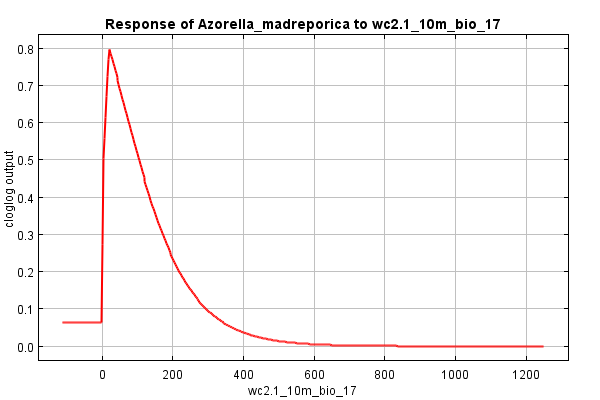 Response of Azorella_madreporica to wc2.1_10m_bio_17
cloglog output
0.8
0.7
0.6
0.5
0.4
0.3
0.2
0.1
0.0
0 200 400 600 800 1000 1200
wc2.1_10m_bio_17